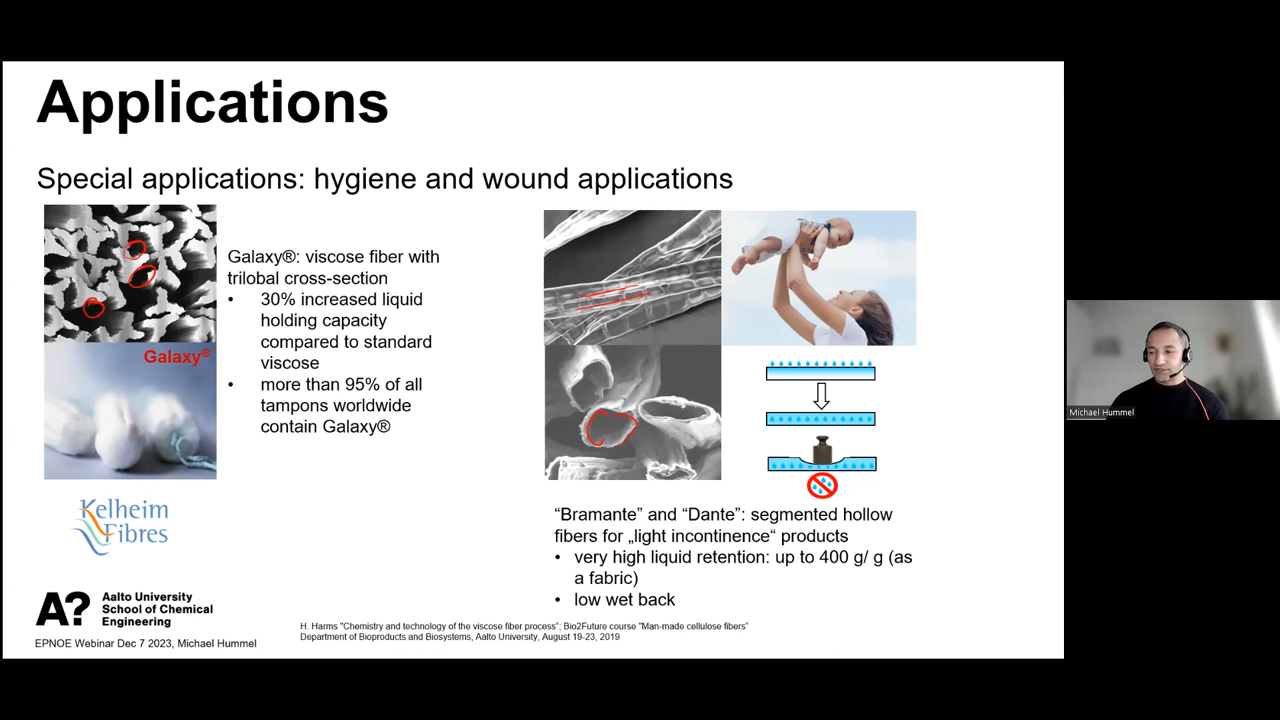 Applications
Special applications: hygiene and wound applications
Galaxy®
Galaxy®: viscose fiber with
trilobal cross-section
• 30% increased liquid
holding capacity
compared to standard
viscose
• more than 95% of all
tampons worldwide
contain Galaxy®
Kelheim
Fibres
“Bramante” and “Dante”: segmented hollow
fibers for „light incontinence“ products
• very high liquid retention: up to 400 g/ g (as
a fabric)
• low wet back
A?
Aalto University
School of Chemical
Engineering
EPNOE Webinar Dec 7 2023, Michael Hummel
H. Harms "Chemistry and technology of the viscose fiber process"; Bio2Future course "Man-made cellulose fibers"
Department of Bioproducts and Biosystems, Aalto University, August 19-23, 2019
Michael Hummel